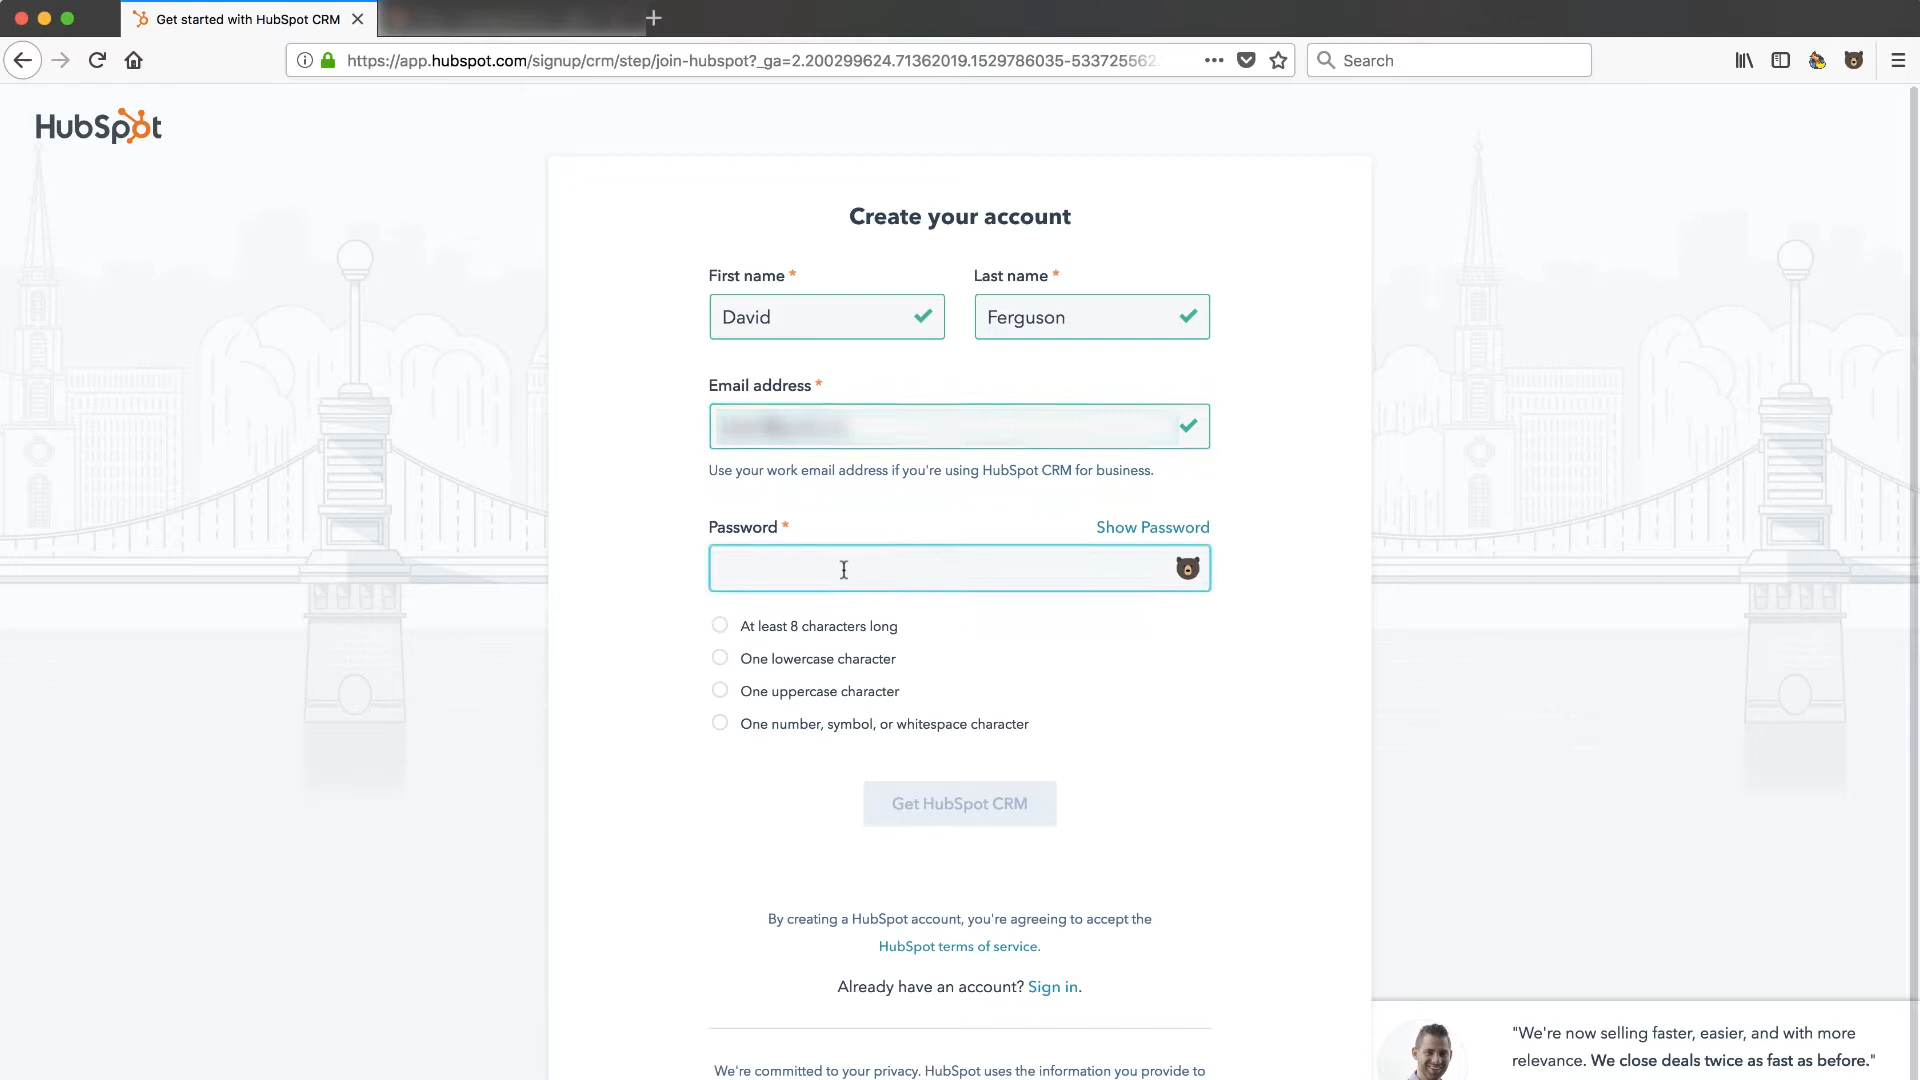 Get started with HubSpot CRM
https://app.hubspot.com/signup/crm/step/join-hubspot?_ga=2.200299624.71362019.1529786035-533725562.
Search
HubSpot
Create your account
First name *
Last name *
David
Ferguson
Email address *
Use your work email address if you're using HubSpot CRM for business.
Password *
Show Password
At least 8 characters long
One lowercase character
One uppercase character
One number, symbol, or whitespace character
Get HubSpot CRM
By creating a HubSpot account, you're agreeing to accept the
HubSpot terms of service.
Already have an account? Sign in.
We're committed to your privacy. HubSpot uses the information you provide to
"We're now selling faster, easier, and with more
relevance. We close deals twice as fast as before."